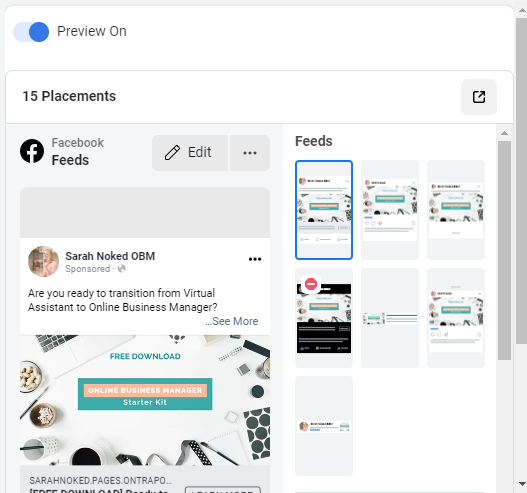 Preview On
15 Placements
Facebook
Feeds
Edit
Feeds
Sarah Noked OBM
Sponsored ·
Are you ready to transition from Virtual
Assistant to Online Business Manager?
...See More
FREE DOWNLOAD
ONLINE BUSINESS MANAGER
Starter Kit
SARAHNOKED.PAGES.ONTRAPO...
[FREE DOWNLOAD] Ready to
LEARN MORE